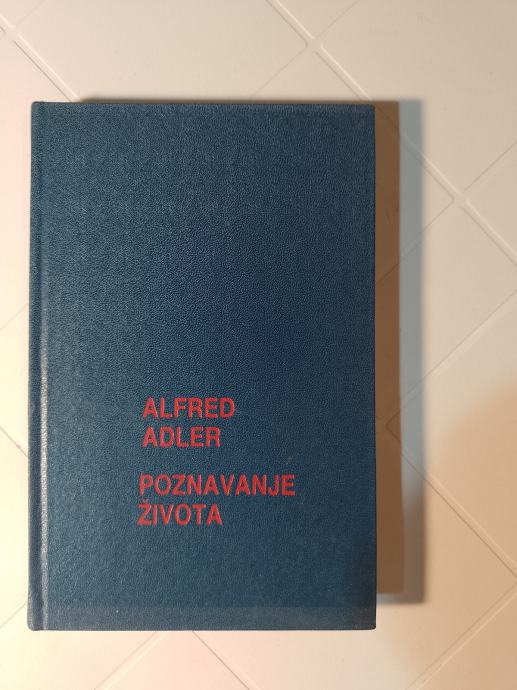 ALFRED
ADLER
POZNAVANJE
ŽIVOTA